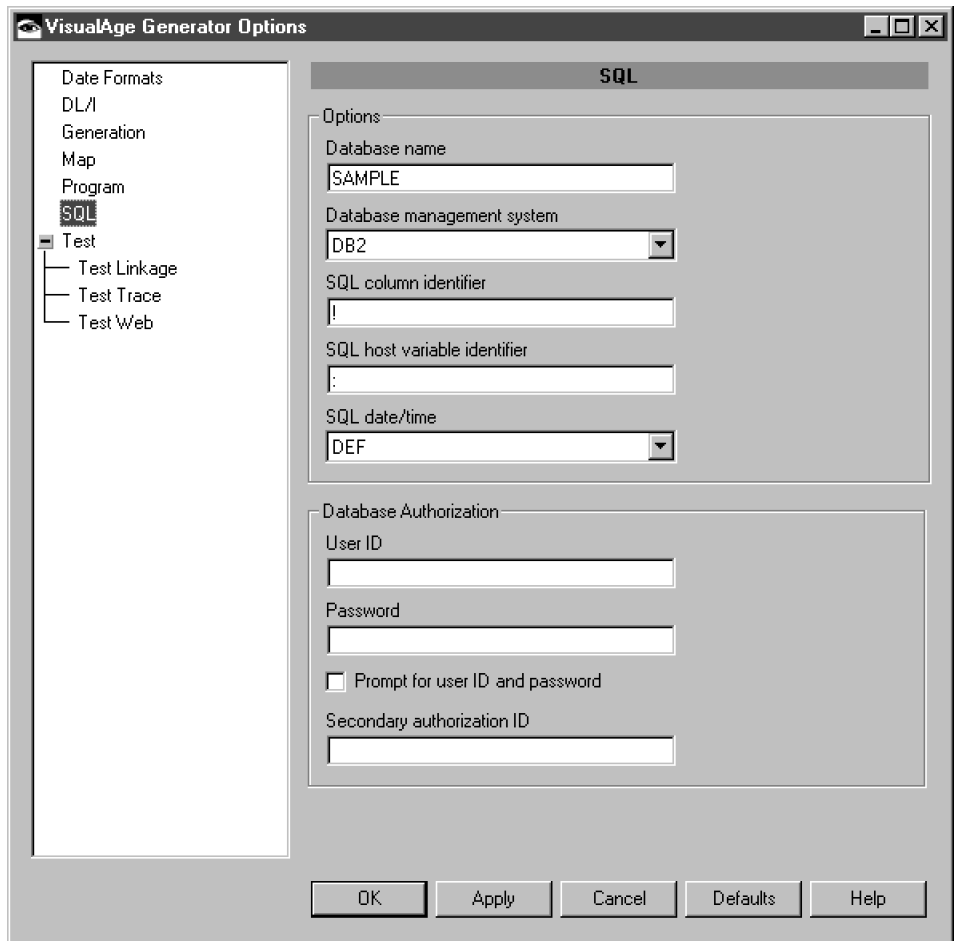 VisualAge Generator Options
Date Formats
DL/I
Generation
Map
Program
SQL
Test
Test Linkage
Test Trace
Test Web
SQL
Options
Database name
SAMPLE
Database management system
DB2
SQL column identifier
!
SQL host variable identifier
:
SQL date/time
DEF
Database Authorization
User ID
Password
Prompt for user ID and password
Secondary authorization ID
OK Apply Cancel Defaults Help